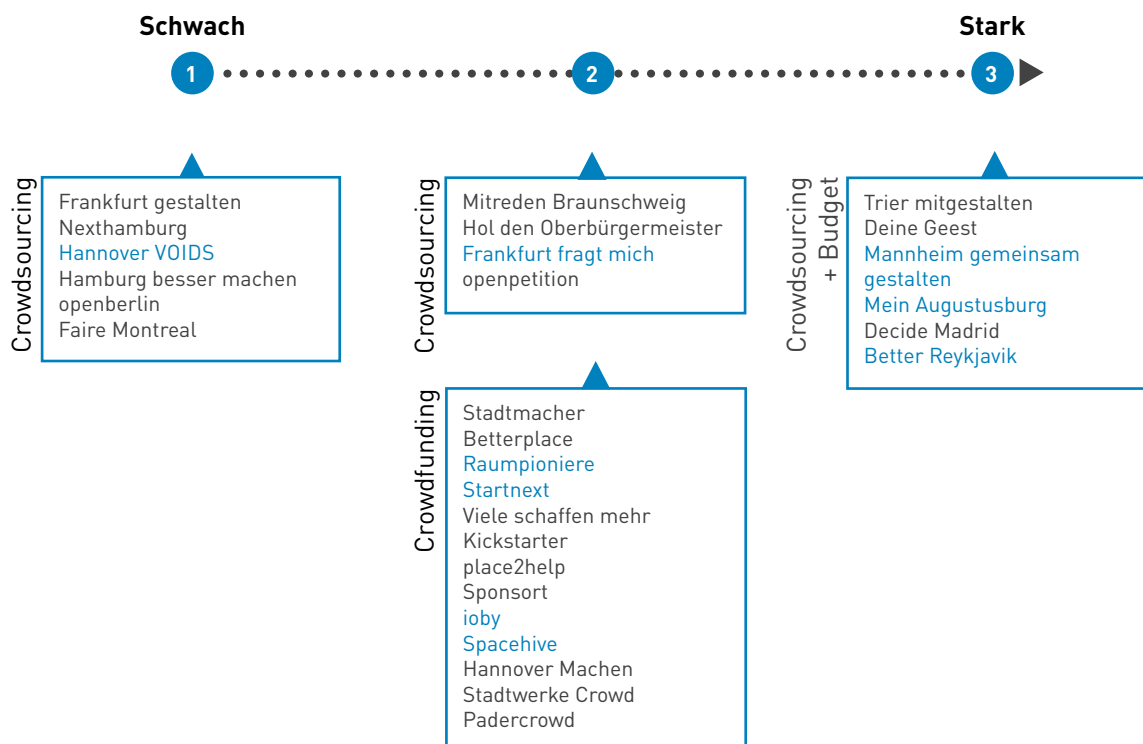 Schwach
Stark
1
2
3
Crowdsourcing
Frankfurt gestalten
Nexthamburg
Hannover VOIDS
Hamburg besser machen
openberlin
Faire Montreal
Crowdsourcing
Mitreden Braunschweig
Hol den Oberbürgermeister
Frankfurt fragt mich
openpetition
Crowdfunding
Stadtmacher
Betterplace
Raumpioniere
Startnext
Viele schaffen mehr
Kickstarter
place2help
Sponsort
ioby
Spacehive
Hannover Machen
Stadtwerke Crowd
Padercrowd
Crowdsourcing
+ Budget
Trier mitgestalten
Deine Geest
Mannheim gemeinsam
gestalten
Mein Augustusburg
Decide Madrid
Better Reykjavik